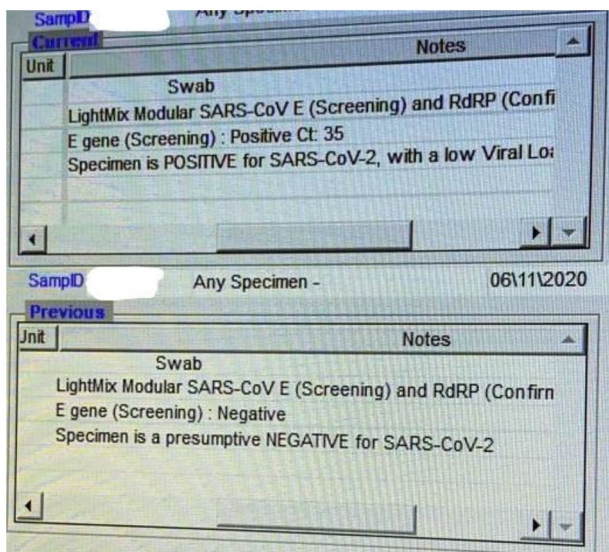 SampID Any Specim
Current
Unit Notes
Swab
LightMix Modular SARS-CoV E (Screening) and RdRP (Confi
E gene (Screening) : Positive Ct: 35
Specimen is POSITIVE for SARS-CoV-2, with a low Viral Loa
SampID Any Specimen - 06\11\2020
Previous
Jnit Notes
Swab
LightMix Modular SARS-CoV E (Screening) and RdRP (Confirn
E gene (Screening) : Negative
Specimen is a presumptive NEGATIVE for SARS-CoV-2